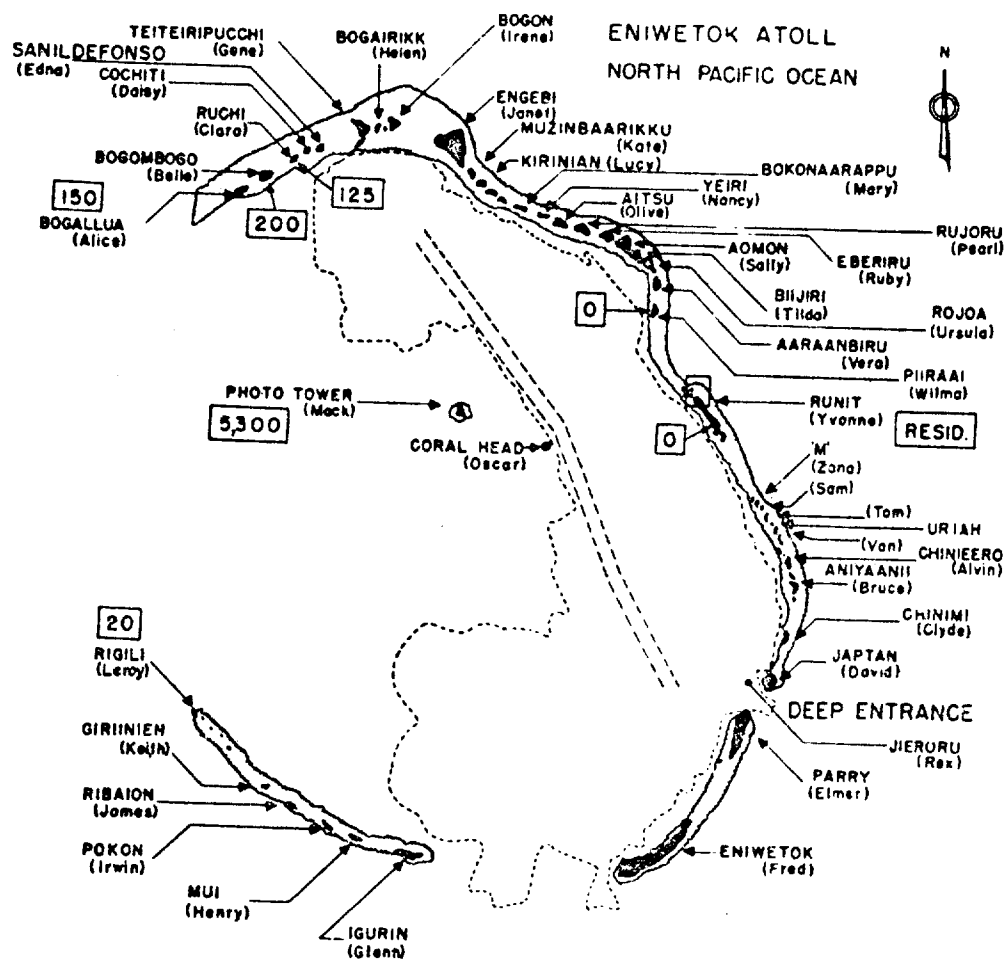 ENIWETOK ATOLL
NORTH PACIFIC OCEAN
N
TEITEIRIPUCCHI
(Gene)
BOGAIRIKK
(Helen)
BOGON
(Irene)
SANILDEFONSO
(Edna)
COCHITI
(Daisy)
RUCHI
(Clara)
BOGOMBOGO
(Belle)
150
BOGALLUA
(Alice)
200
125
ENGEBI
(Janet)
MUZINBAARIKKU
(Kate)
KIRINIAN (Lucy)
BOKONAARAPPU
(Mary)
YEIRI
(Nancy)
AITSU
(Olive)
RUJORU
(Pearl)
EBERIRU
(Ruby)
AOMON
(Sally)
BIIJIRI
(Tilda)
ROJOA
(Ursula)
AARAANBIRU
(Vera)
PIIRAAI
(Wilma)
0
RUNIT
(Yvonne)
RESID.
0
PHOTO TOWER
(Mack)
5,300
CORAL HEAD
(Oscar)
'M'
(Zona)
(Sam)
(Tom)
URIAH
(Van)
CHINIEERO
(Alvin)
ANIYAANII
(Bruce)
CHINIMI
(Clyde)
JAPTAN
(David)
DEEP ENTRANCE
JIERORU
(Rex)
PARRY
(Elmer)
ENIWETOK
(Fred)
20
RIGILI
(Leroy)
GIRIINIEH
(Keith)
RIBAION
(James)
POKON
(Irwin)
MUI
(Henry)
IGURIN
(Glenn)